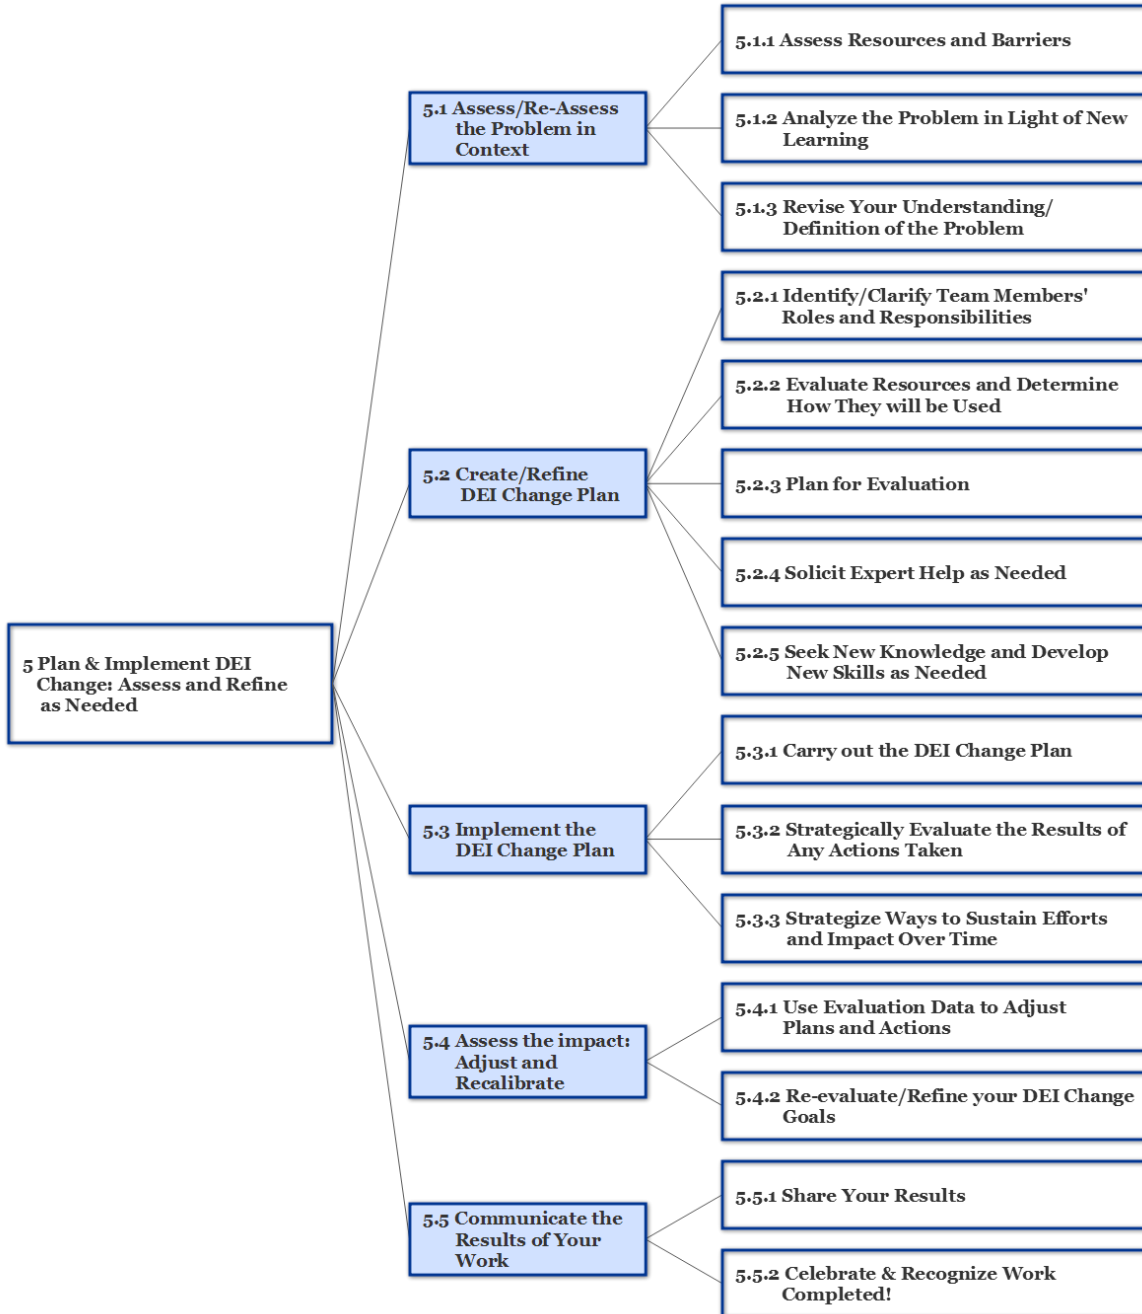 5 Plan & Implement DEI
Change: Assess and Refine
as Needed
5.1 Assess/Re-Assess
the Problem in
Context
5.1.1 Assess Resources and Barriers
5.1.2 Analyze the Problem in Light of New
Learning
5.1.3 Revise Your Understanding/
Definition of the Problem
5.2 Create/Refine
DEI Change Plan
5.2.1 Identify/Clarify Team Members'
Roles and Responsibilities
5.2.2 Evaluate Resources and Determine
How They will be Used
5.2.3 Plan for Evaluation
5.2.4 Solicit Expert Help as Needed
5.2.5 Seek New Knowledge and Develop
New Skills as Needed
5.3 Implement the
DEI Change Plan
5.3.1 Carry out the DEI Change Plan
5.3.2 Strategically Evaluate the Results of
Any Actions Taken
5.3.3 Strategize Ways to Sustain Efforts
and Impact Over Time
5.4 Assess the impact:
Adjust and
Recalibrate
5.4.1 Use Evaluation Data to Adjust
Plans and Actions
5.4.2 Re-evaluate/Refine your DEI Change
Goals
5.5 Communicate the
Results of Your
Work
5.5.1 Share Your Results
5.5.2 Celebrate & Recognize Work
Completed!